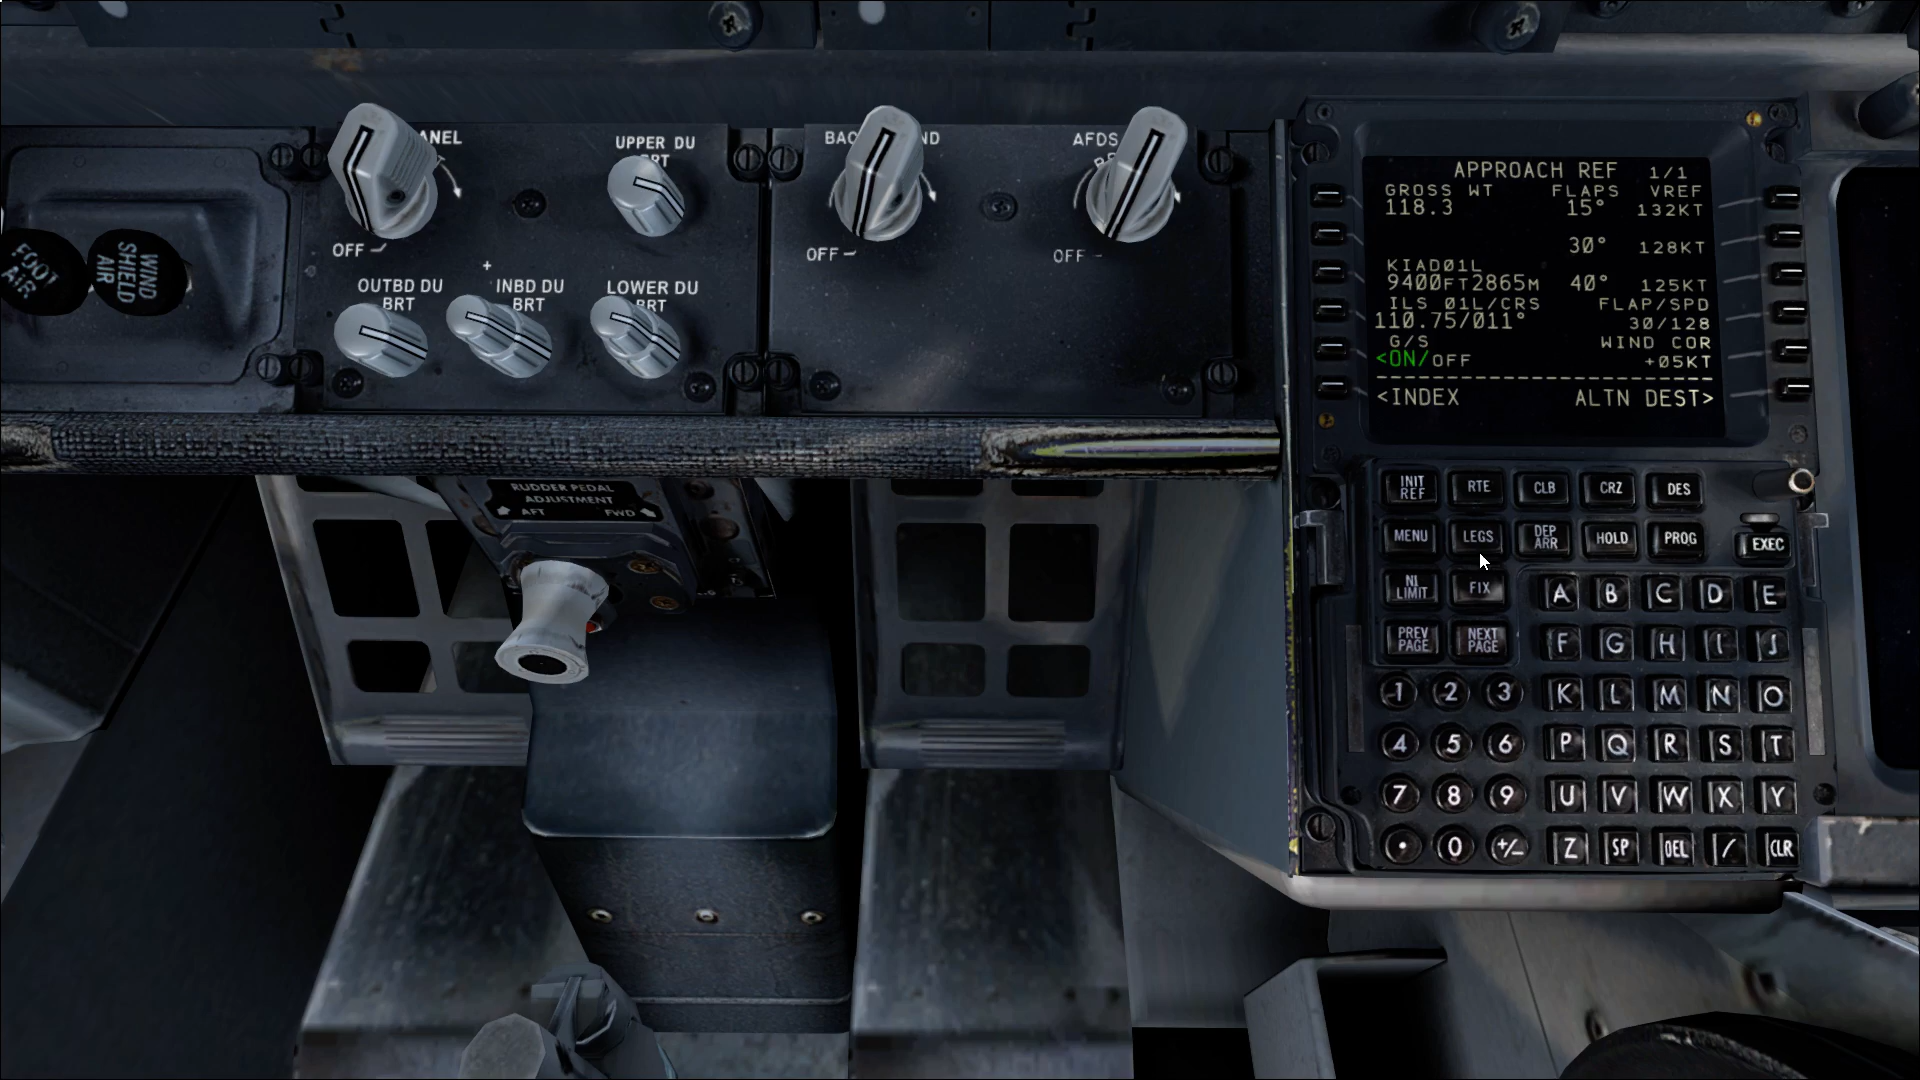 ANEL
UPPER DU
BRT
OFF
OUTBD DU
BRT
INBD DU
BRT
LOWER DU
BRT
FOOT
AIR
WIND
SHIELD
AIR
AFDS
OFF
OFF
RUDDER PEDAL
ADJUSTMENT
AFT FWD
APPROACH REF 1/1
GROSS WT FLAPS VREF
118.3 15° 132KT
30° 128KT
KIAD01L
9400FT2865M 40° 125KT
ILS 01L/CRS FLAP/SPD
110.75/011° 30/128
G/S WIND COR
<ON/OFF +05KT
<INDEX ALTN DEST>
INIT
REF
RTE CLB CRZ DES
MENU LEGS
DEP
ARR
HOLD PROG EXEC
N1
LIMIT
FIX
A B C D E
PREV
PAGE
NEXT
PAGE
F G H I J
1 2 3 K L M N O
4 5 6 P Q R S T
7 8 9 U V W X Y
. 0 +/- Z SP DEL / CLR